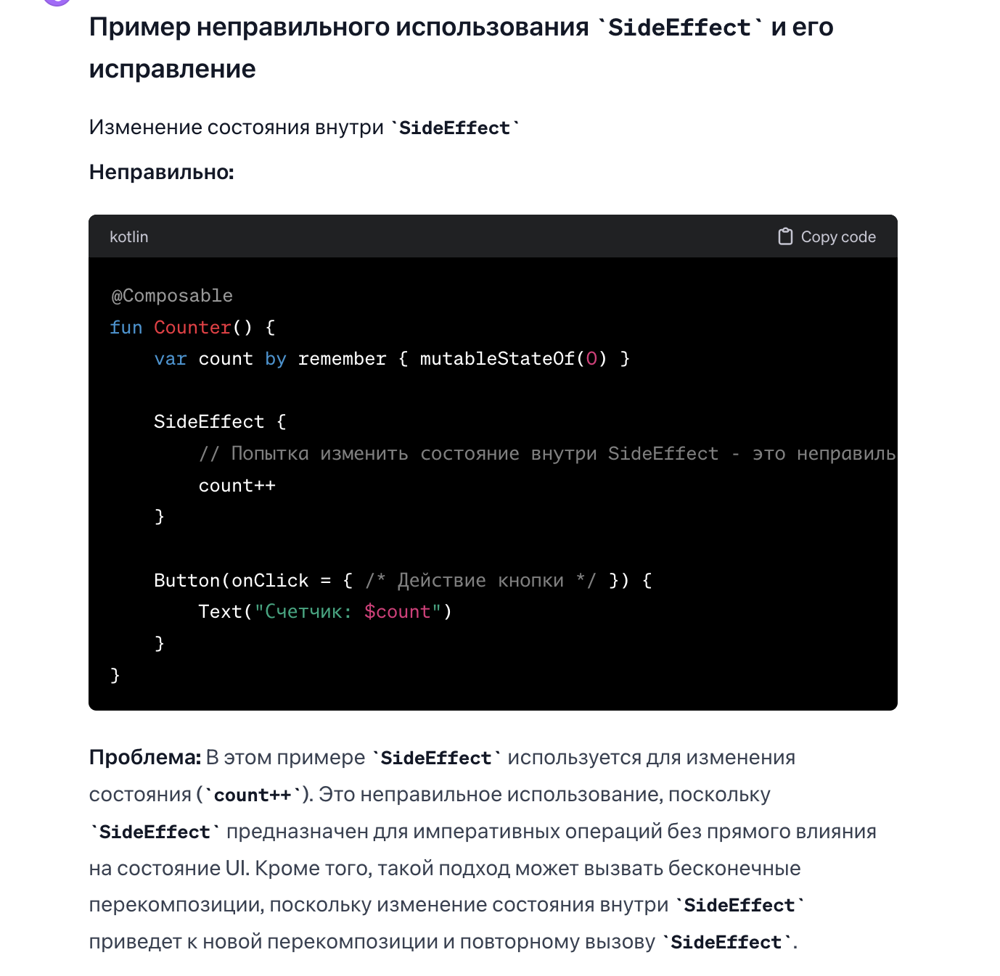 Пример неправильного использования `SideEffect` и его
исправление
Изменение состояния внутри `SideEffect`
Неправильно:
kotlin Copy code
@Composable
fun Counter() {
    var count by remember { mutableStateOf(0) }
    SideEffect {
        // Попытка изменить состояние внутри SideEffect - это неправиль
        count++
    }
    Button(onClick = { /* Действие кнопки */ }) {
        Text("Счетчик: $count")
    }
}
Проблема: В этом примере `SideEffect` используется для изменения
состояния (`count++`). Это неправильное использование, поскольку
`SideEffect` предназначен для императивных операций без прямого влияния
на состояние UI. Кроме того, такой подход может вызвать бесконечные
перекомпозиции, поскольку изменение состояния внутри `SideEffect`
приведет к новой перекомпозиции и повторному вызову `SideEffect`.